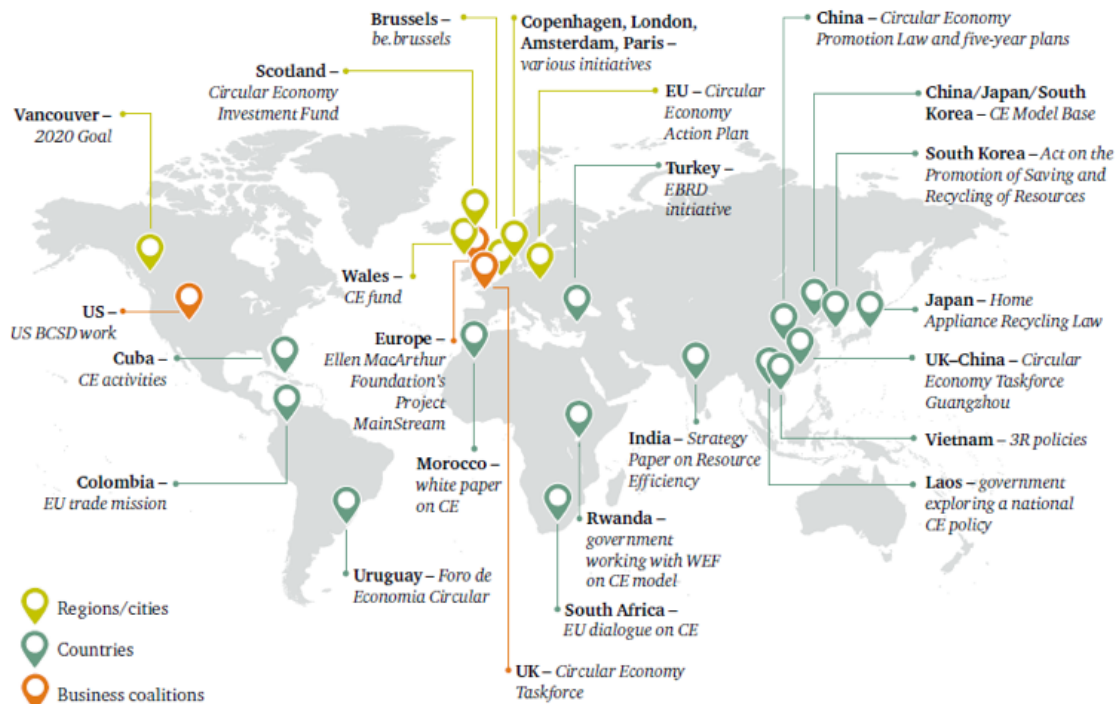 Brussels –
be.brussels
Copenhagen, London,
Amsterdam, Paris –
various initiatives
China – Circular Economy
Promotion Law and five-year plans
Scotland –
Circular Economy
Investment Fund
EU – Circular
Economy
Action Plan
China/Japan/South
Korea – CE Model Base
Vancouver –
2020 Goal
South Korea – Act on the
Promotion of Saving and
Recycling of Resources
Turkey –
EBRD
initiative
Wales –
CE fund
US –
US BCSD work
Japan – Home
Appliance Recycling Law
Europe –
Ellen MacArthur
Foundation's
Project
MainStream
Cuba –
CE activities
UK–China – Circular
Economy Taskforce
Guangzhou
India – Strategy
Paper on Resource
Efficiency
Vietnam – 3R policies
Morocco –
white paper
on CE
Colombia –
EU trade mission
Laos – government
exploring a national
CE policy
Rwanda –
government
working with WEF
on CE model
Uruguay – Foro de
Economia Circular
South Africa –
EU dialogue on CE
UK – Circular Economy
Taskforce
Regions/cities
Countries
Business coalitions